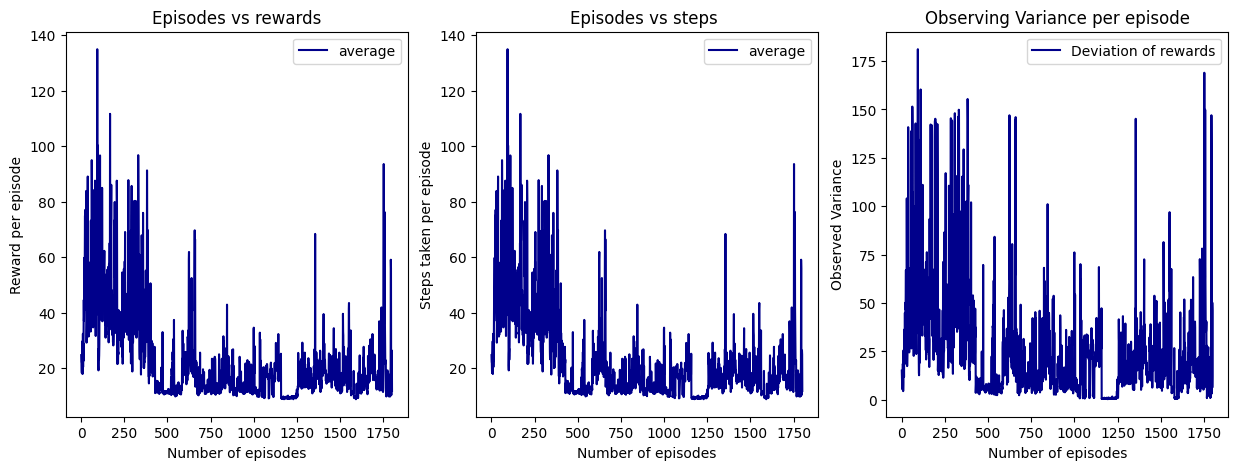 Episodes vs rewards
Reward per episode
140
120
100
80
60
40
20
average
0 250 500 750 1000 1250 1500 1750
Number of episodes
Episodes vs steps
Steps taken per episode
140
120
100
80
60
40
20
average
0 250 500 750 1000 1250 1500 1750
Number of episodes
Observing Variance per episode
Observed Variance
175
150
125
100
75
50
25
0
Deviation of rewards
0 250 500 750 1000 1250 1500 1750
Number of episodes